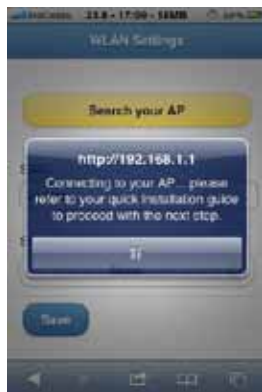 WLAN Settings
Search your AP
http://192.168.1.1
Connecting to your AP... please
refer to your quick installation guide
to proceed with the next step.
Save